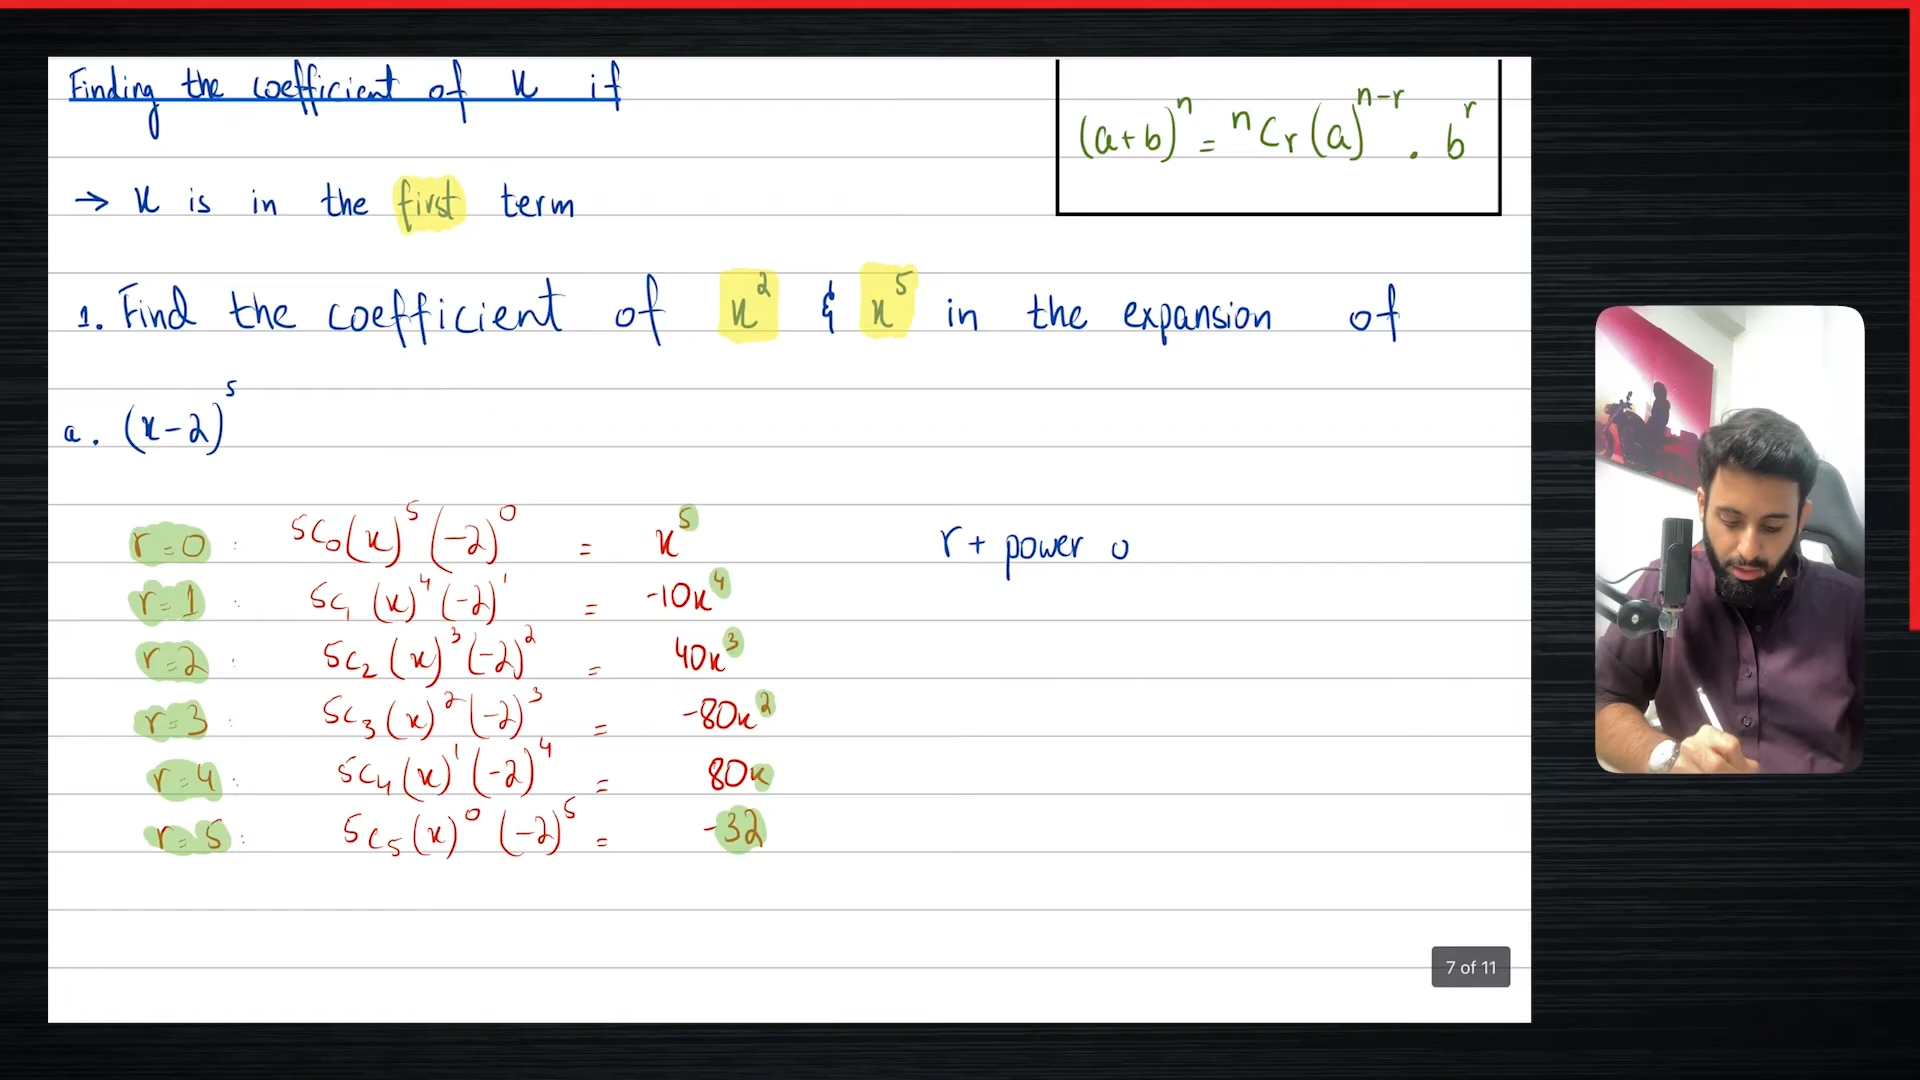 Finding the coefficient of x if
(a+b)^n = nCr (a)^n-r . b^r
→ x is in the first term
1. Find the coefficient of x^2 & x^5 in the expansion of
a. (x-2)^5
r=0 : 5C0 (x)^5 (-2)^0 = x^5
r + power o
r=1 : 5C1 (x)^4 (-2)^1 = -10x^4
r=2 : 5C2 (x)^3 (-2)^2 = 40x^3
r=3 : 5C3 (x)^2 (-2)^3 = -80x^2
r=4 : 5C4 (x)^1 (-2)^4 = 80x
r=5 : 5C5 (x)^0 (-2)^5 = -32
7 of 11